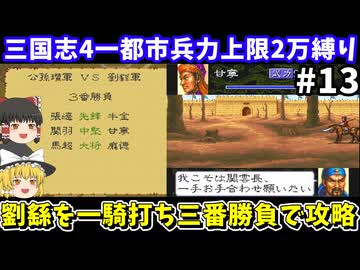 三国志4一都市兵力上限2万縛り
#13
公孫瓚軍 VS 劉繇軍
3番勝負
張遼 先鋒 牛金
関羽 中堅 甘寧
馬超 大将 龐徳
甘寧
武力
我こそは関雲長、
一手お手合わせ願いたい
劉繇を一騎打ち三番勝負で攻略